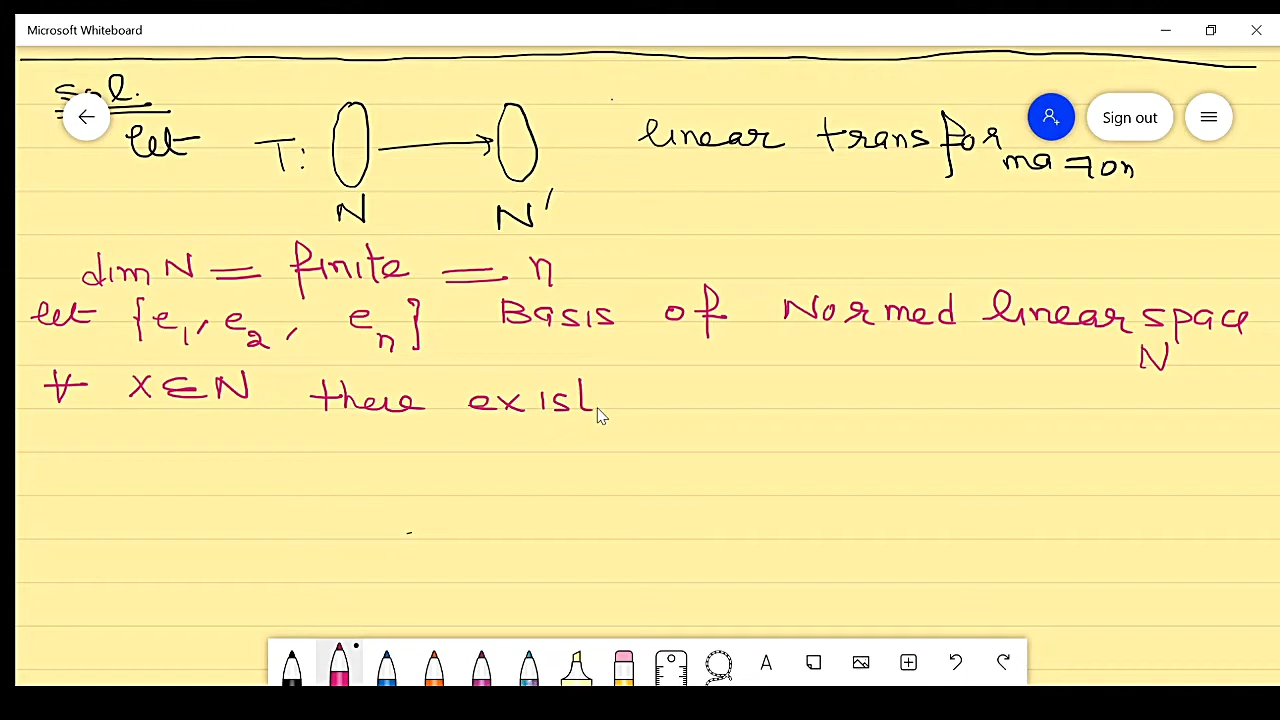 Microsoft Whiteboard
Sol.
let T: N → N' linear transformation
Sign out
dim N = finite = n
let {e1, e2, en} Basis of Normed linear space N
∀ x∈N there exist
A